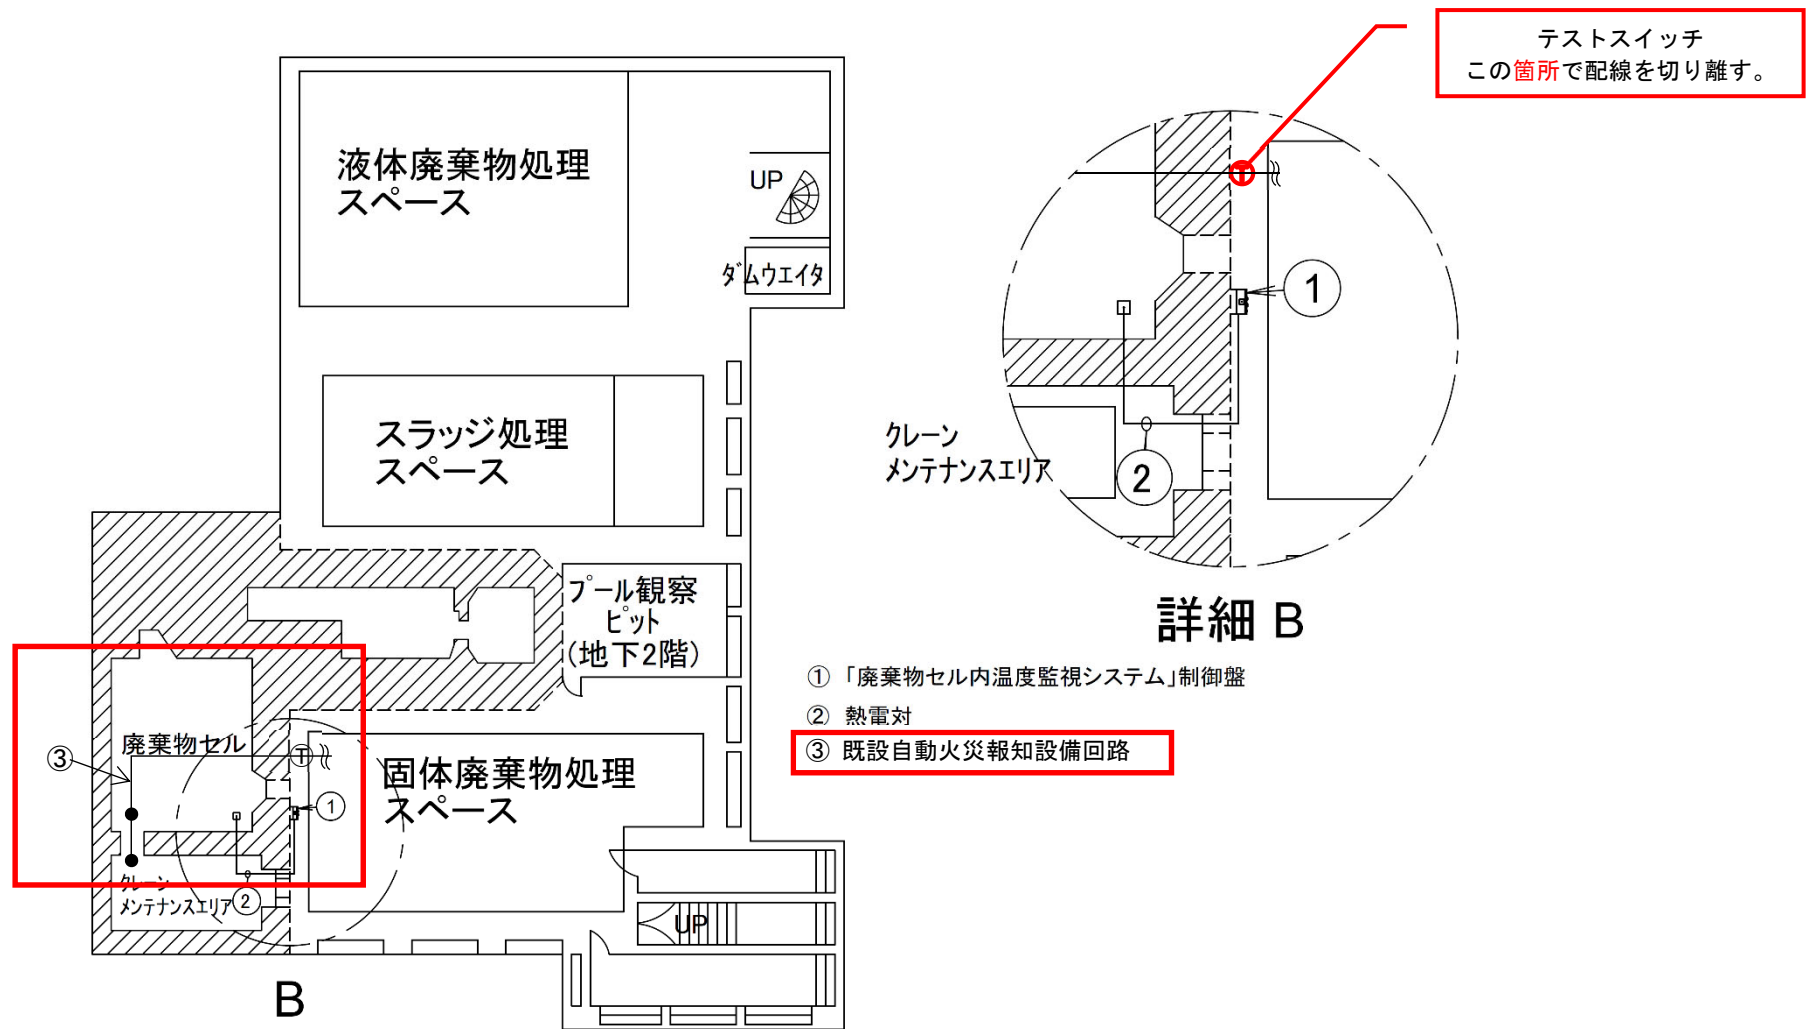 テストスイッチ
この箇所で配線を切り離す。
液体廃棄物処理
スペース
UP
ダムウエイタ
スラッジ処理
スペース
プール観察
ピット
(地下2階)
③
廃棄物セル
T
固体廃棄物処理
スペース
①
クレーン
メンテナンスエリア
②
UP
B
T
①
クレーン
メンテナンスエリア
②
詳細 B
① 「廃棄物セル内温度監視システム」制御盤
② 熱電対
③ 既設自動火災報知設備回路